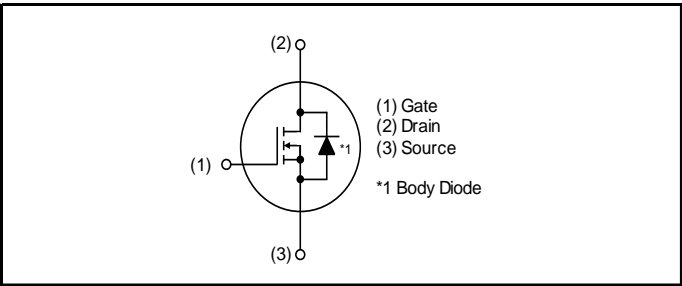 (2)
(1) Gate
(2) Drain
(3) Source
*1
(1)
*1 Body Diode
(3)